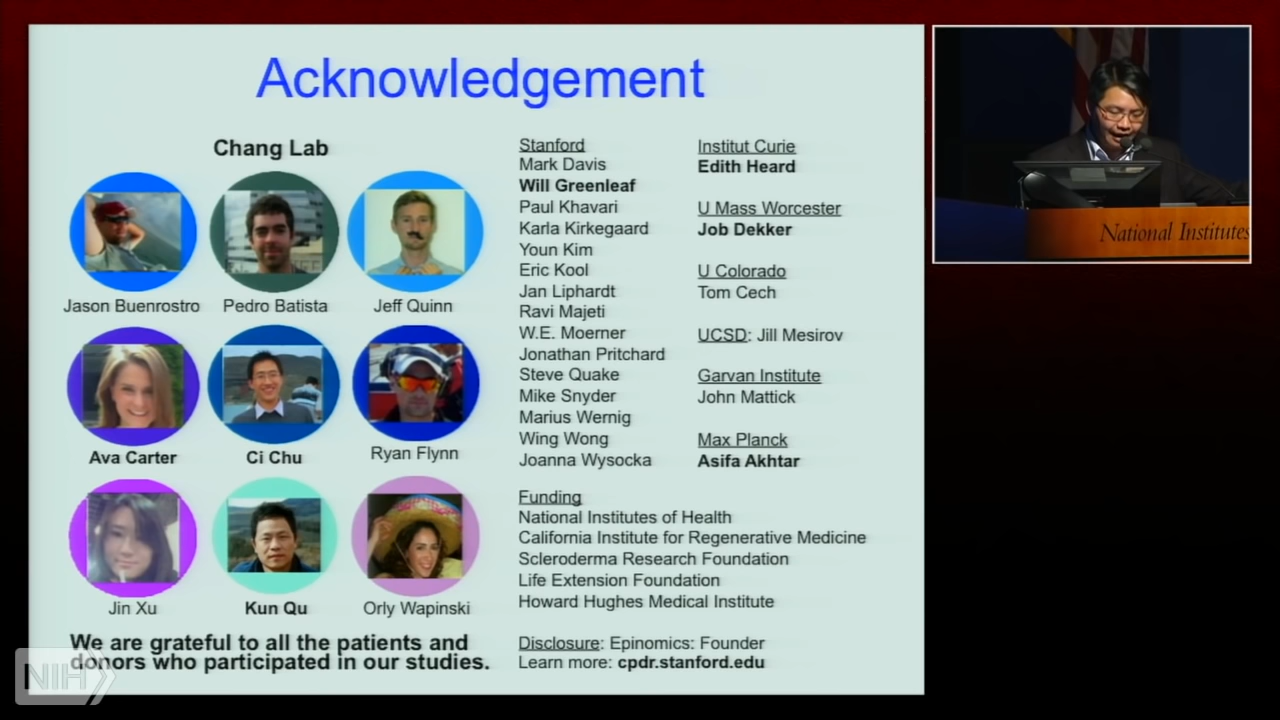 Acknowledgement
Chang Lab
Jason Buenrostro
Pedro Batista
Jeff Quinn
Ava Carter
Ci Chu
Ryan Flynn
Jin Xu
Kun Qu
Orly Wapinski
We are grateful to all the patients and
donors who participated in our studies.
Stanford
Mark Davis
Will Greenleaf
Paul Khavari
Karla Kirkegaard
Youn Kim
Eric Kool
Jan Liphardt
Ravi Majeti
W.E. Moerner
Jonathan Pritchard
Steve Quake
Mike Snyder
Marius Wernig
Wing Wong
Joanna Wysocka
Institut Curie
Edith Heard
U Mass Worcester
Job Dekker
U Colorado
Tom Cech
UCSD: Jill Mesirov
Garvan Institute
John Mattick
Max Planck
Asifa Akhtar
Funding
National Institutes of Health
California Institute for Regenerative Medicine
Scleroderma Research Foundation
Life Extension Foundation
Howard Hughes Medical Institute
Disclosure: Epinomics: Founder
Learn more: cpdr.stanford.edu
National Institutes
NIH